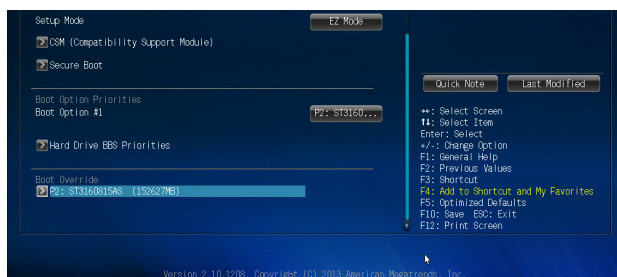 Setup Mode
EZ Mode
CSM (Compatibility Support Module)
Secure Boot
Boot Option Priorities
Boot Option #1
P2: ST3160...
Hard Drive BBS Priorities
Boot Override
P2: ST3160815AS (152627MB)
Quick Note
Last Modified
→←: Select Screen
↑↓: Select Item
Enter: Select
+/-: Change Option
F1: General Help
F2: Previous Values
F3: Shortcut
F4: Add to Shortcut and My Favorites
F5: Optimized Defaults
F10: Save ESC: Exit
F12: Print Screen
Version 2.10.1208. Copyright (C) 2013 American Megatrends, Inc.